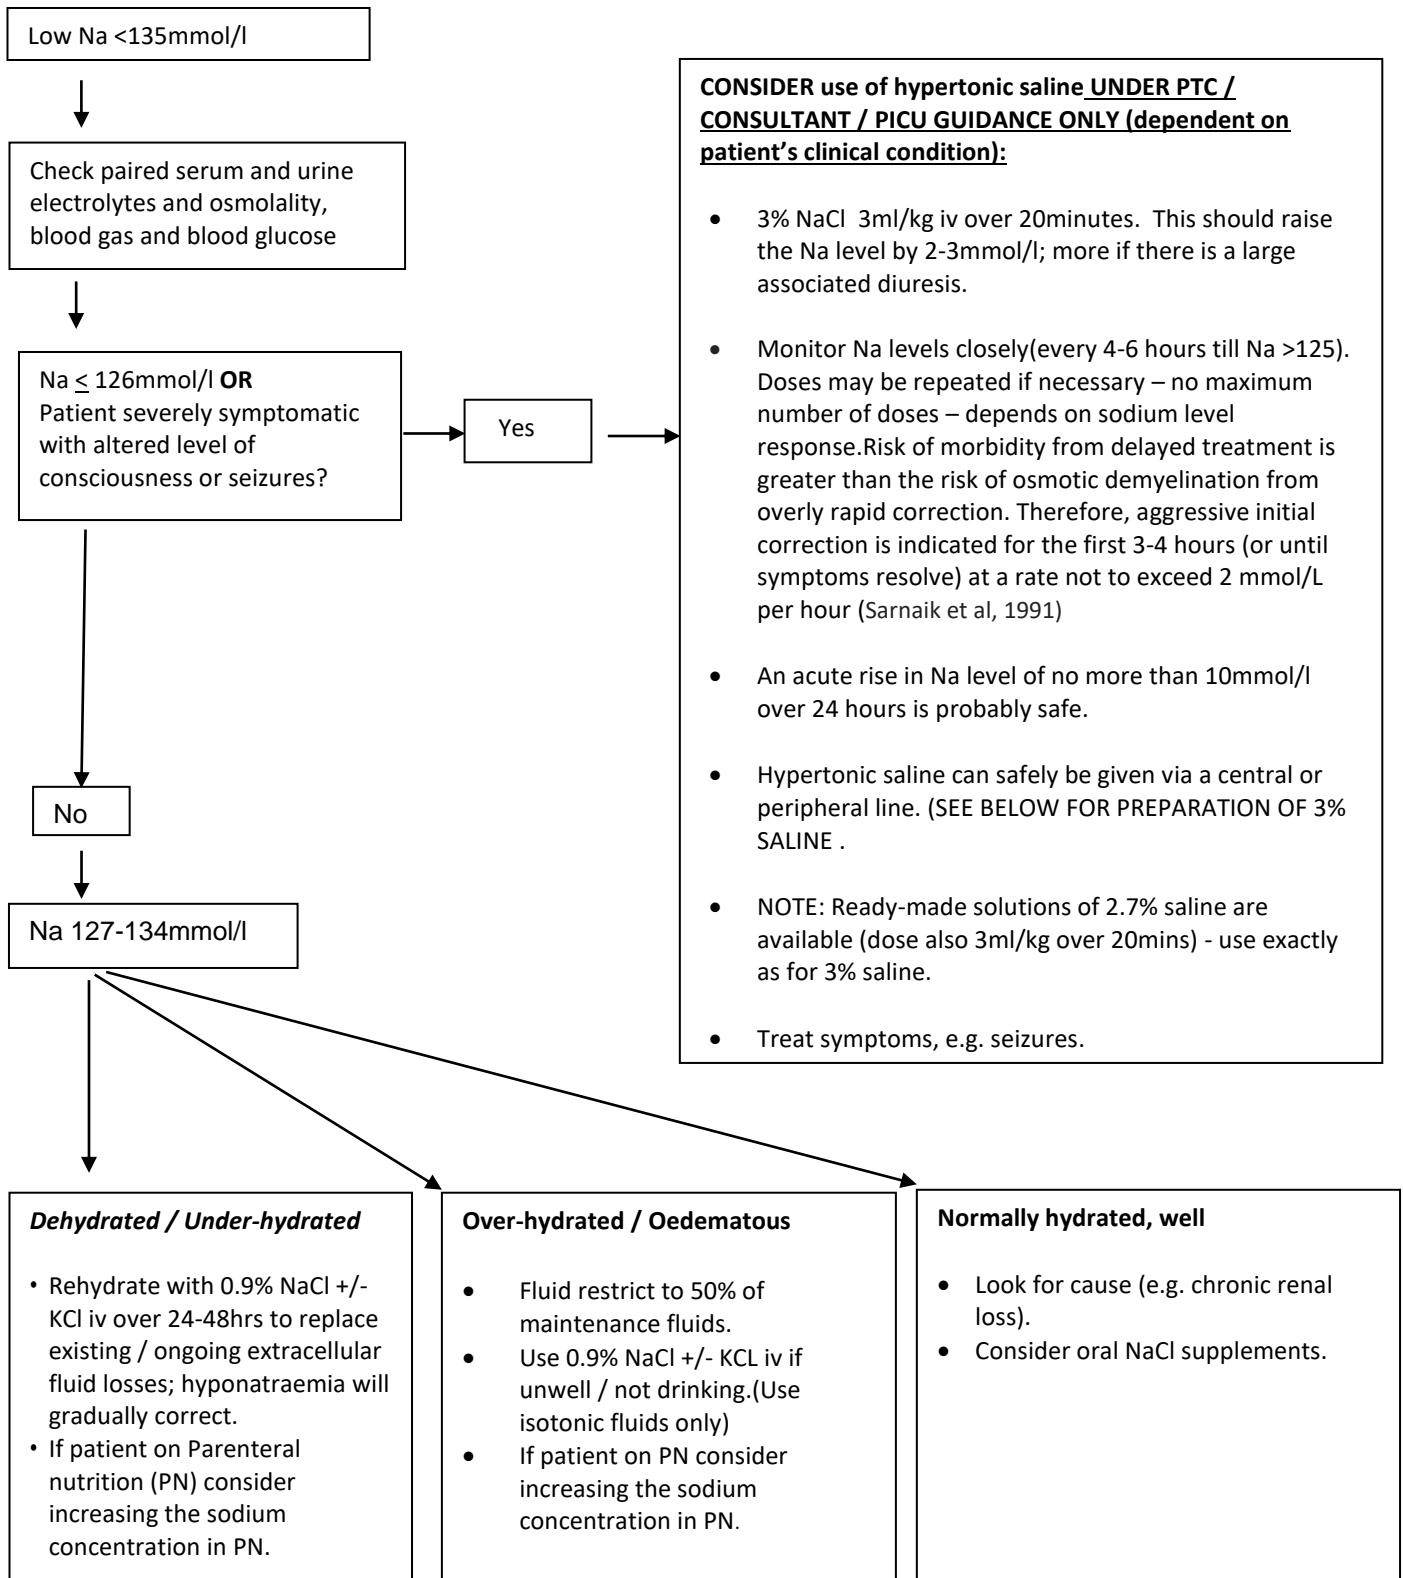 Low Na <135mmol/l
Check paired serum and urine
electrolytes and osmolality,
blood gas and blood glucose
Na < 126mmol/l OR
Patient severely symptomatic
with altered level of
consciousness or seizures?
Yes
CONSIDER use of hypertonic saline UNDER PTC /
CONSULTANT / PICU GUIDANCE ONLY (dependent on
patient’s clinical condition):
• 3% NaCl 3ml/kg iv over 20minutes. This should raise
the Na level by 2-3mmol/l; more if there is a large
associated diuresis.
• Monitor Na levels closely(every 4-6 hours till Na >125).
Doses may be repeated if necessary – no maximum
number of doses – depends on sodium level
response.Risk of morbidity from delayed treatment is
greater than the risk of osmotic demyelination from
overly rapid correction. Therefore, aggressive initial
correction is indicated for the first 3-4 hours (or until
symptoms resolve) at a rate not to exceed 2 mmol/L
per hour (Sarnaik et al, 1991)
• An acute rise in Na level of no more than 10mmol/l
over 24 hours is probably safe.
• Hypertonic saline can safely be given via a central or
peripheral line. (SEE BELOW FOR PREPARATION OF 3%
SALINE .
• NOTE: Ready-made solutions of 2.7% saline are
available (dose also 3ml/kg over 20mins) - use exactly
as for 3% saline.
• Treat symptoms, e.g. seizures.
No
Na 127-134mmol/l
Dehydrated / Under-hydrated
• Rehydrate with 0.9% NaCl +/-
KCl iv over 24-48hrs to replace
existing / ongoing extracellular
fluid losses; hyponatraemia will
gradually correct.
• If patient on Parenteral
nutrition (PN) consider
increasing the sodium
concentration in PN.
Over-hydrated / Oedematous
• Fluid restrict to 50% of
maintenance fluids.
• Use 0.9% NaCl +/- KCL iv if
unwell / not drinking.(Use
isotonic fluids only)
• If patient on PN consider
increasing the sodium
concentration in PN.
Normally hydrated, well
• Look for cause (e.g. chronic renal
loss).
• Consider oral NaCl supplements.